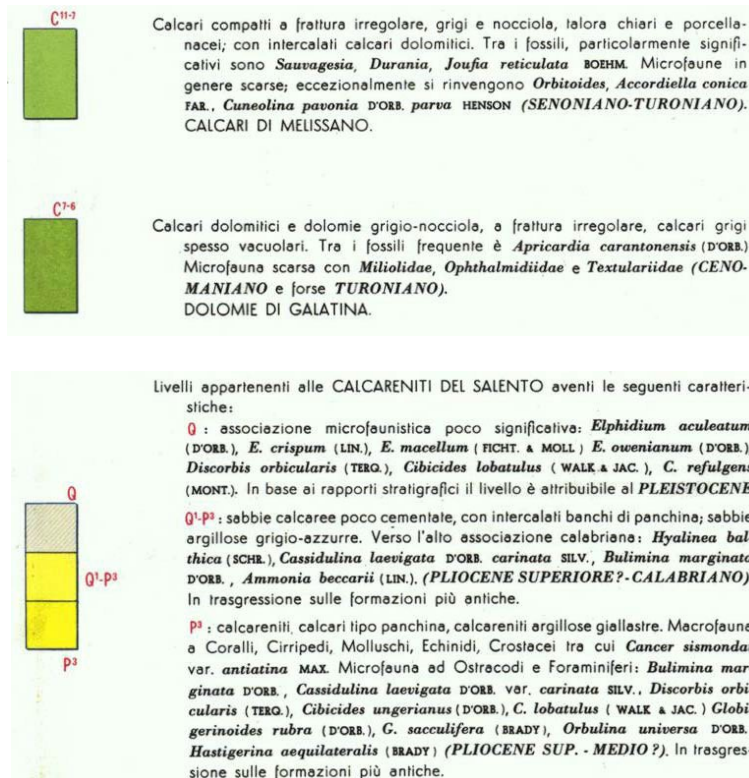 C¹¹⁻⁷
Calcari compatti a frattura irregolare, grigi e nocciola, talora chiari e porcella-
nacei; con intercalati calcari dolomitici. Tra i fossili, particolarmente signifi-
cativi sono Sauvagesia, Durania, Joufia reticulata BOEHM. Microfaune in
genere scarse; eccezionalmente si rinvengono Orbitoides, Accordiella conica
FAR., Cuneolina pavonia D'ORB. parva HENSON (SENONIANO-TURONIANO).
CALCARI DI MELISSANO.
C⁷⁻⁶
Calcari dolomitici e dolomie grigio-nocciola, a frattura irregolare, calcari grigi
spesso vacuolari. Tra i fossili frequente è Apricardia carantonensis (D'ORB.)
Microfauna scarsa con Miliolidae, Ophthalmidiidae e Textulariidae (CENO-
MANIANO e forse TURONIANO).
DOLOMIE DI GALATINA.
Livelli appartenenti alle CALCARENITI DEL SALENTO aventi le seguenti caratteri-
stiche:
Q : associazione microfaunistica poco significativa: Elphidium aculeatum
(D'ORB.), E. crispum (LIN.), E. macellum ( FICHT. & MOLL ) E. owenianum (D'ORB.)
Discorbis orbicularis (TERQ.), Cibicides lobatulus ( WALK & JAC. ), C. refulgens
(MONT.). In base ai rapporti stratigrafici il livello è attribuibile al PLEISTOCENE
Q¹-P³ : sabbie calcaree poco cementate, con intercalati banchi di panchina; sabbie
argillose grigio-azzurre. Verso l'alto associazione calabriana: Hyalinea bal
thica (SCHR.), Cassidulina laevigata D'ORB. carinata SILV., Bulimina marginata
D'ORB. , Ammonia beccarii (LIN.). (PLIOCENE SUPERIORE?-CALABRIANO)
In trasgressione sulle formazioni più antiche.
P³ : calcareniti, calcari tipo panchina, calcareniti argillose giallastre. Macrofauna
a Coralli, Cirripedi, Molluschi, Echinidi, Crostacei tra cui Cancer sismondai
var. antiatina MAX. Microfauna ad Ostracodi e Foraminiferi: Bulimina mar
ginata D'ORB. , Cassidulina laevigata D'ORB. var. carinata SILV., Discorbis orbi
cularis (TERQ.), Cibicides ungerianus (D'ORB.), C. lobatulus ( WALK & JAC. ) Globi
gerinoides rubra (D'ORB.), G. sacculifera (BRADY), Orbulina universa D'ORB.
Hastigerina aequilateralis (BRADY) (PLIOCENE SUP. - MEDIO ?). In trasgres-
sione sulle formazioni più antiche.
Q
Q¹-P³
P³